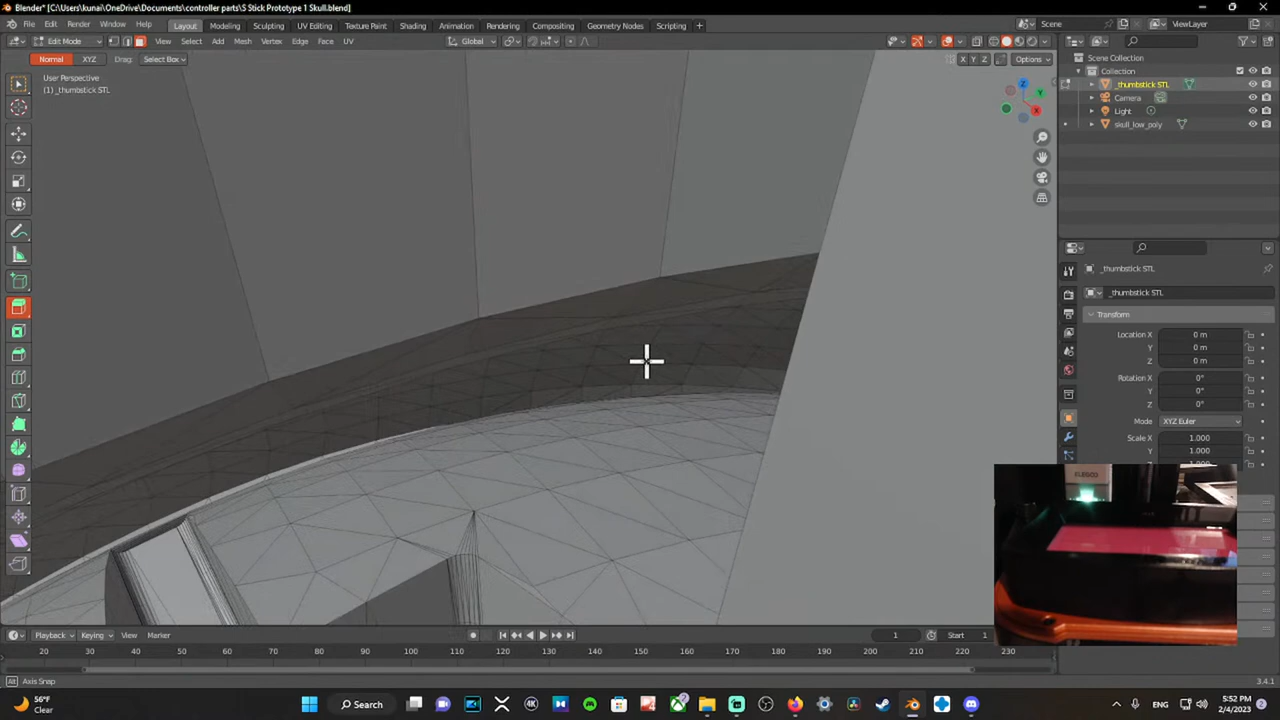 Blender* [C:\Users\kunai\OneDrive\Documents\controller parts\S Stick Prototype 1 Skull.blend]
File Edit Render Window Help Layout Modeling Sculpting UV Editing Texture Paint Shading Animation Rendering Compositing Geometry Nodes Scripting + Scene ViewLayer
Edit Mode View Select Add Mesh Vertex Edge Face UV Global
Normal XYZ Drag: Select Box X Y Z Options
User Perspective
(1) _thumbstick STL
Scene Collection
Collection
_thumbstick STL
Camera
Light
skull_low_poly
_thumbstick STL
_thumbstick STL
Transform
Location X 0 m
Y 0 m
Z 0 m
Rotation X 0°
Y 0°
Z 0°
Mode XYZ Euler
Scale X 1.000
Y 1.000
ELEGOO
Playback Keying View Marker 1 Start 1
20 30 40 50 60 70 80 90 100 110 120 130 140 150 160 170 180 190 200 210 220 230
Alt Axis Snap 3.4.1
56°F
Clear
Search
ENG
5:52 PM
2/4/2023